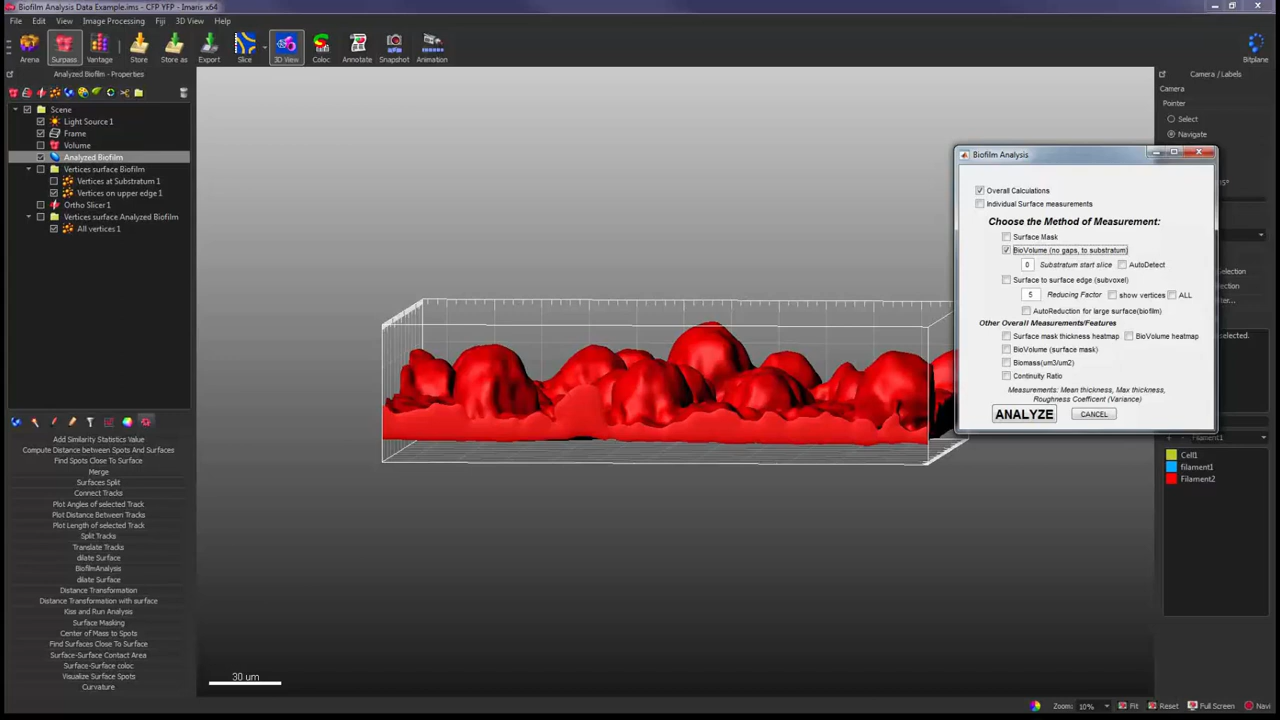 Biofilm Analysis Data Example.ims - CFP YFP - Imaris x64
File Edit View Image Processing Fiji 3D View Help
Arena Surpass Vantage Store Store as Export Slice 3D View Coloc Annotate Snapshot Animation Bitplane
Analyzed Biofilm - Properties
Scene
Light Source 1
Frame
Volume
Analyzed Biofilm
Vertices surface Biofilm
Vertices at Substratum 1
Vertices on upper edge 1
Ortho Slicer 1
Vertices surface Analyzed Biofilm
All vertices 1
Add Similarity Statistics Value
Compute Distance between Spots And Surfaces
Find Spots Close To Surface
Merge
Surfaces Split
Connect Tracks
Plot Angles of selected Track
Plot Distance Between Tracks
Plot Length of selected Track
Split Tracks
Translate Tracks
dilate Surface
BiofilmAnalysis
dilate Surface
Distance Transformation
Distance Transformation with surface
Kiss and Run Analysis
Surface Masking
Center of Mass to Spots
Find Surfaces Close To Surface
Surface-Surface Contact Area
Surface-Surface coloc
Visualize Surface Spots
Curvature
30 um
Camera / Labels
Camera
Pointer
Select
Navigate
Biofilm Analysis
Overall Calculations
Individual Surface measurements
Choose the Method of Measurement:
Surface Mask
BioVolume (no gaps, to substratum)
0 Substratum start slice AutoDetect
Surface to surface edge (subvoxel)
5 Reducing Factor show vertices ALL
AutoReduction for large surface(biofilm)
Other Overall Measurements/Features
Surface mask thickness heatmap BioVolume heatmap
BioVolume (surface mask)
Biomass(um3/um2)
Continuity Ratio
Measurements: Mean thickness, Max thickness,
Roughness Coefficent (Variance)
ANALYZE CANCEL
Cell1
filament1
Filament2
Zoom: 10% Fit Reset Full Screen Navi